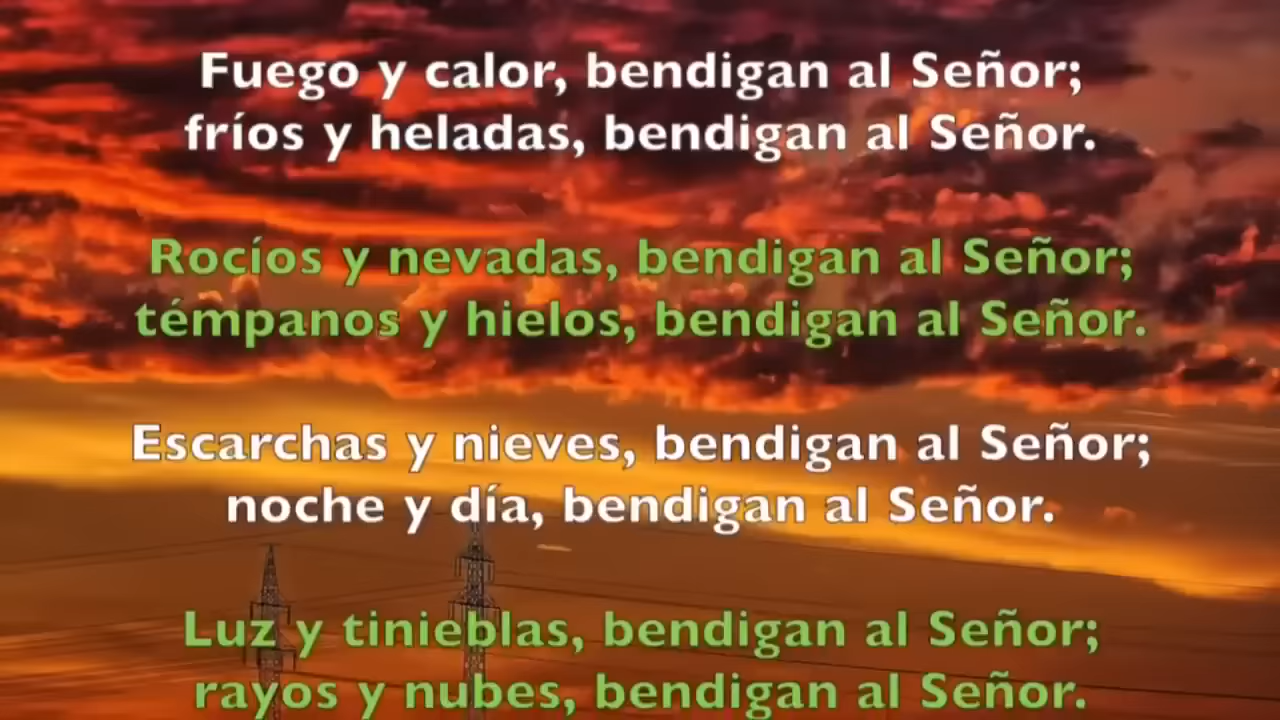 Fuego y calor, bendigan al Señor;
fríos y heladas, bendigan al Señor.
Rocíos y nevadas, bendigan al Señor;
témpanos y hielos, bendigan al Señor.
Escarchas y nieves, bendigan al Señor;
noche y día, bendigan al Señor.
Luz y tinieblas, bendigan al Señor;
rayos y nubes, bendigan al Señor.